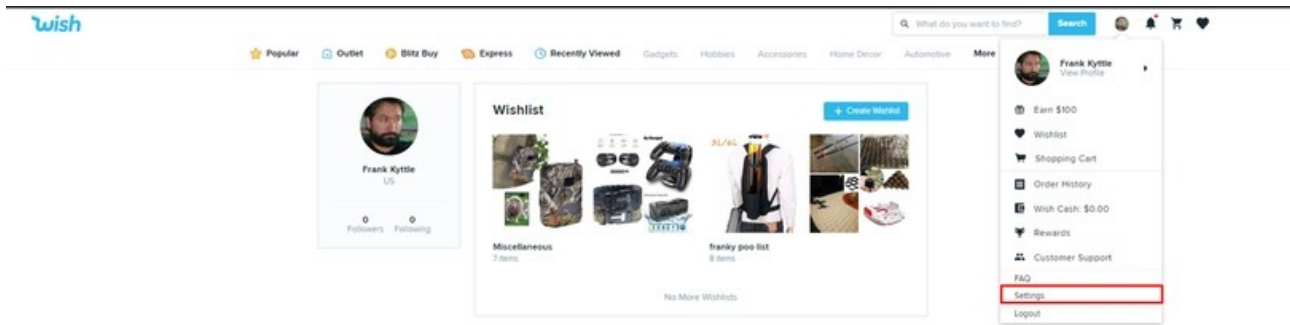 wish
What do you want to find?
Search
Popular
Outlet
Blitz Buy
Express
Recently Viewed
Gadgets
Hobbies
Accessories
Home Decor
Automotive
More
Frank Kyttle
US
0
Followers
0
Following
Wishlist
+ Create Wishlist
Miscellaneous
7 items
franky poo list
No More Wishlists
Frank Kyttle
View Profile
Earn $100
Wishlist
Shopping Cart
Order History
Wish Cash: $0.00
Rewards
Customer Support
FAQ
Settings
Logout